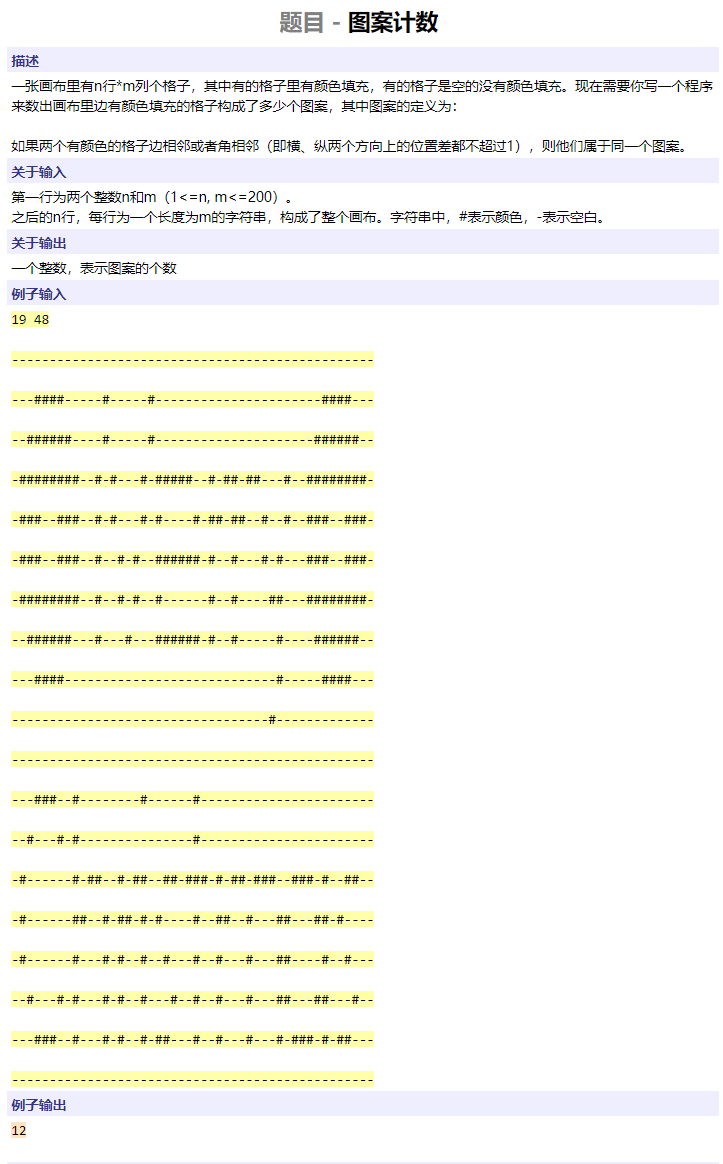 题目 - 图案计数
描述
一张画布里有n行*m列个格子，其中有的格子里有颜色填充，有的格子是空的没有颜色填充。现在需要你写一个程序
来数出画布里边有颜色填充的格子构成了多少个图案，其中图案的定义为：
如果两个有颜色的格子边相邻或者角相邻（即横、纵两个方向上的位置差都不超过1），则他们属于同一个图案。
关于输入
第一行为两个整数n和m（1<=n, m<=200）。
之后的n行，每行为一个长度为m的字符串，构成了整个画布。字符串中，#表示颜色，-表示空白。
关于输出
一个整数，表示图案的个数
例子输入
19 48
------------------------------------------------
---####-----#-----#----------------------####---
--######----#-----#---------------------######--
-########--#-#---#-#####--#-##-##---#--########-
-###--###--#-#---#-#----#-##-##--#--#--###--###-
-###--###--#--#-#--######-#--#---#-#---###--###-
-########--#--#-#--#------#--#----##---########-
--######---#---#---######-#--#-----#----######--
---####----------------------------#-----####---
----------------------------------#-------------
------------------------------------------------
---###--#--------#------#-----------------------
--#---#-#---------------#-----------------------
-#------#-##--#-##--##-###-#-##-###--###-#--##--
-#------##--#-##-#-#----#--##--#---##---##-#----
-#------#---#-#--#--#---#--#---#---##----#--#---
--#---#-#---#-#--#---#--#--#---#---##---##---#--
---###--#---#-#--#-##---#--#---#---#-###-#-##---
------------------------------------------------
例子输出
12